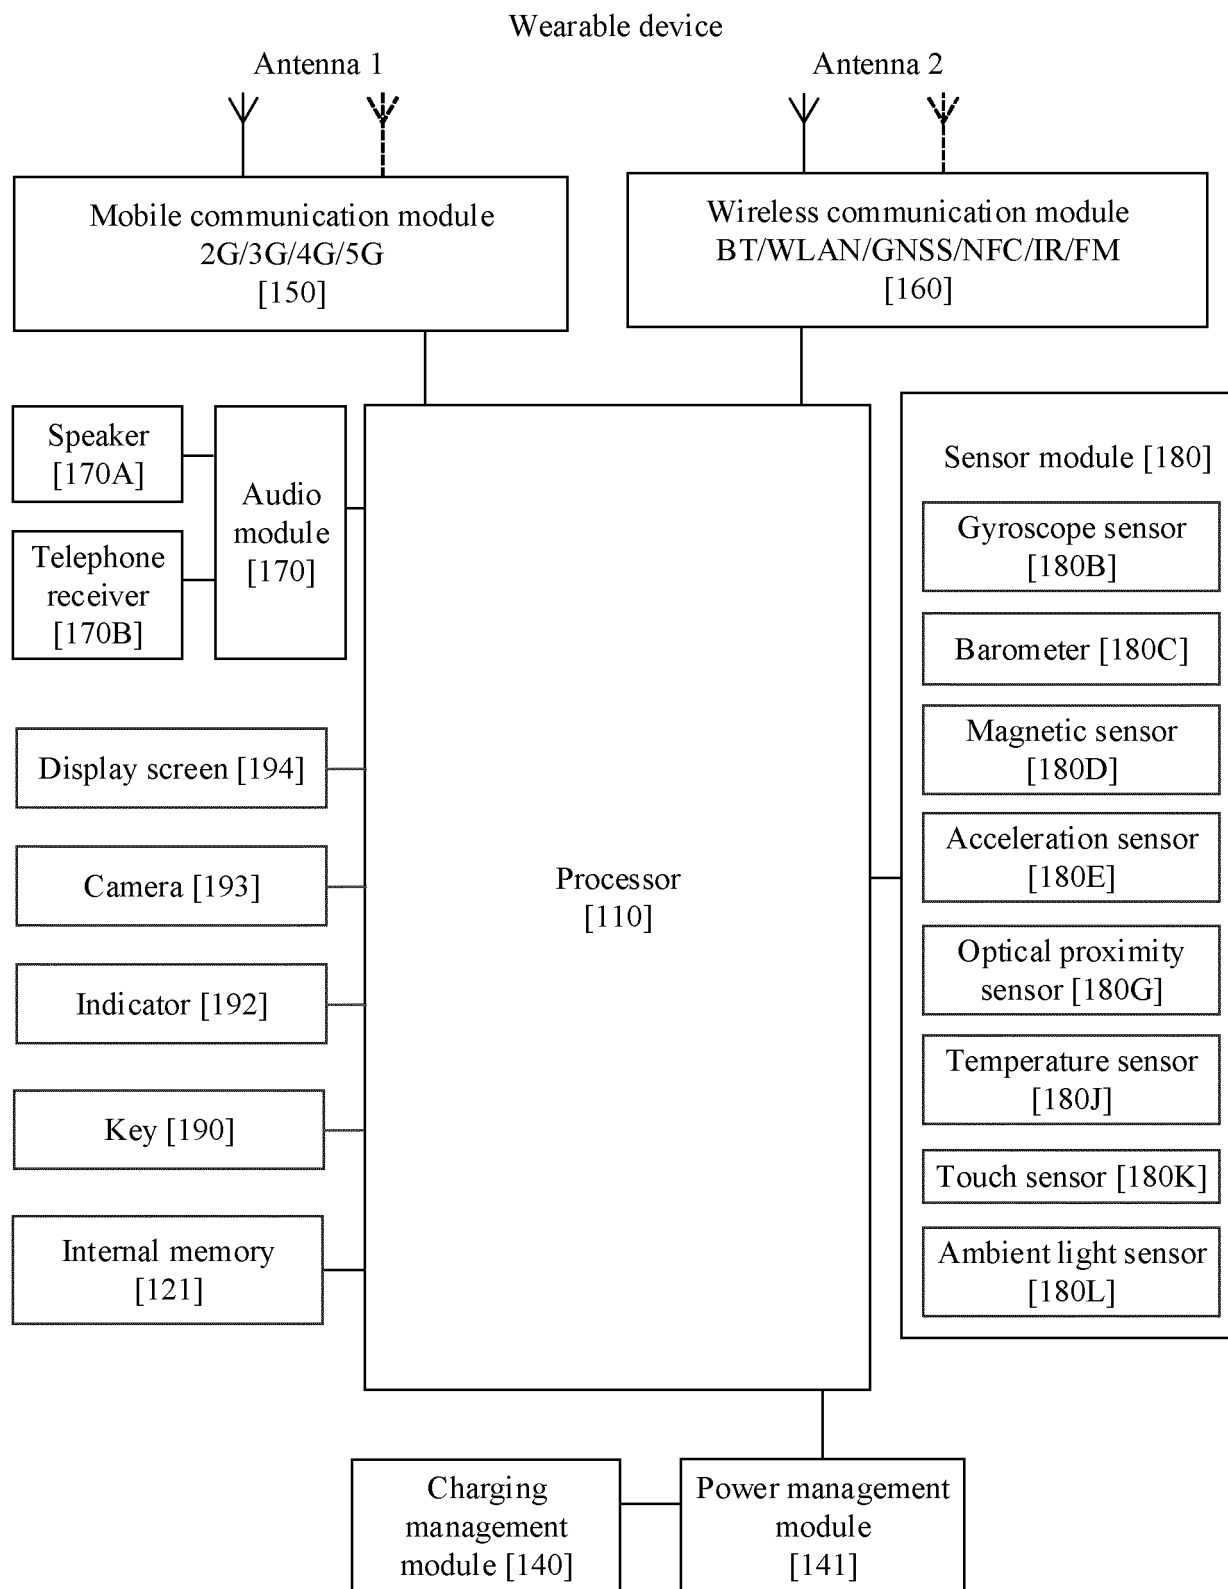 Wearable device
Antenna 1
Antenna 2
Mobile communication module
2G/3G/4G/5G
[150]
Wireless communication module
BT/WLAN/GNSS/NFC/IR/FM
[160]
Speaker
[170A]
Telephone
receiver
[170B]
Audio
module
[170]
Display screen [194]
Camera [193]
Indicator [192]
Key [190]
Internal memory
[121]
Processor
[110]
Sensor module [180]
Gyroscope sensor
[180B]
Barometer [180C]
Magnetic sensor
[180D]
Acceleration sensor
[180E]
Optical proximity
sensor [180G]
Temperature sensor
[180J]
Touch sensor [180K]
Ambient light sensor
[180L]
Charging
management
module [140]
Power management
module
[141]